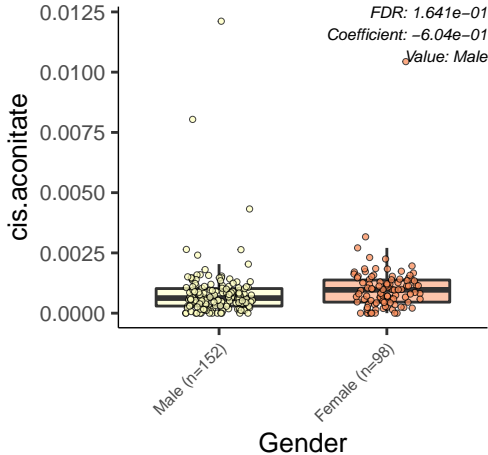 FDR: 1.641e−01
Coefficient: −6.04e−01
Value: Male
0.0125
0.0100
0.0075
0.0050
0.0025
0.0000
cis.aconitate
Male (n=152)
Female (n=98)
Gender